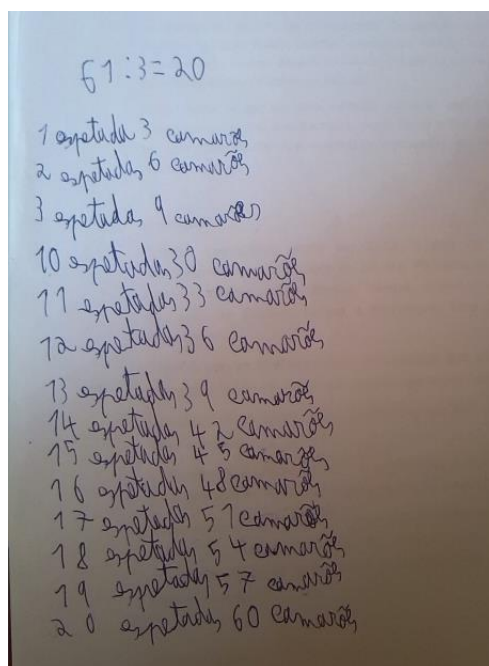 61:3=20
1 espetada 3 camarões
2 espetadas 6 camarões
3 espetadas 9 camarões
10 espetadas 30 camarões
11 espetadas 33 camarões
12 espetadas 36 camarões
13 espetadas 39 camarões
14 espetadas 42 camarões
15 espetadas 45 camarões
16 espetadas 48 camarões
17 espetadas 51 camarões
18 espetadas 54 camarões
19 espetadas 57 camarões
20 espetadas 60 camarões